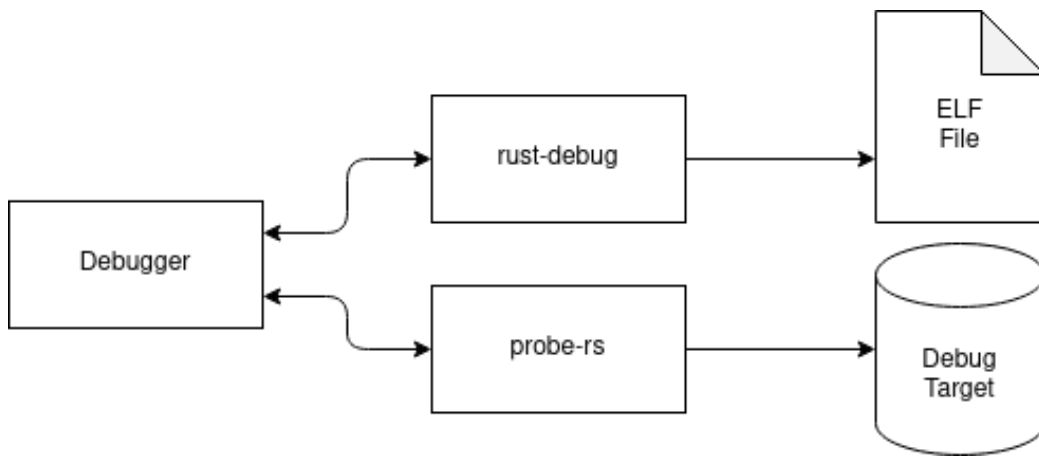 Debugger
rust-debug
probe-rs
ELF
File
Debug
Target